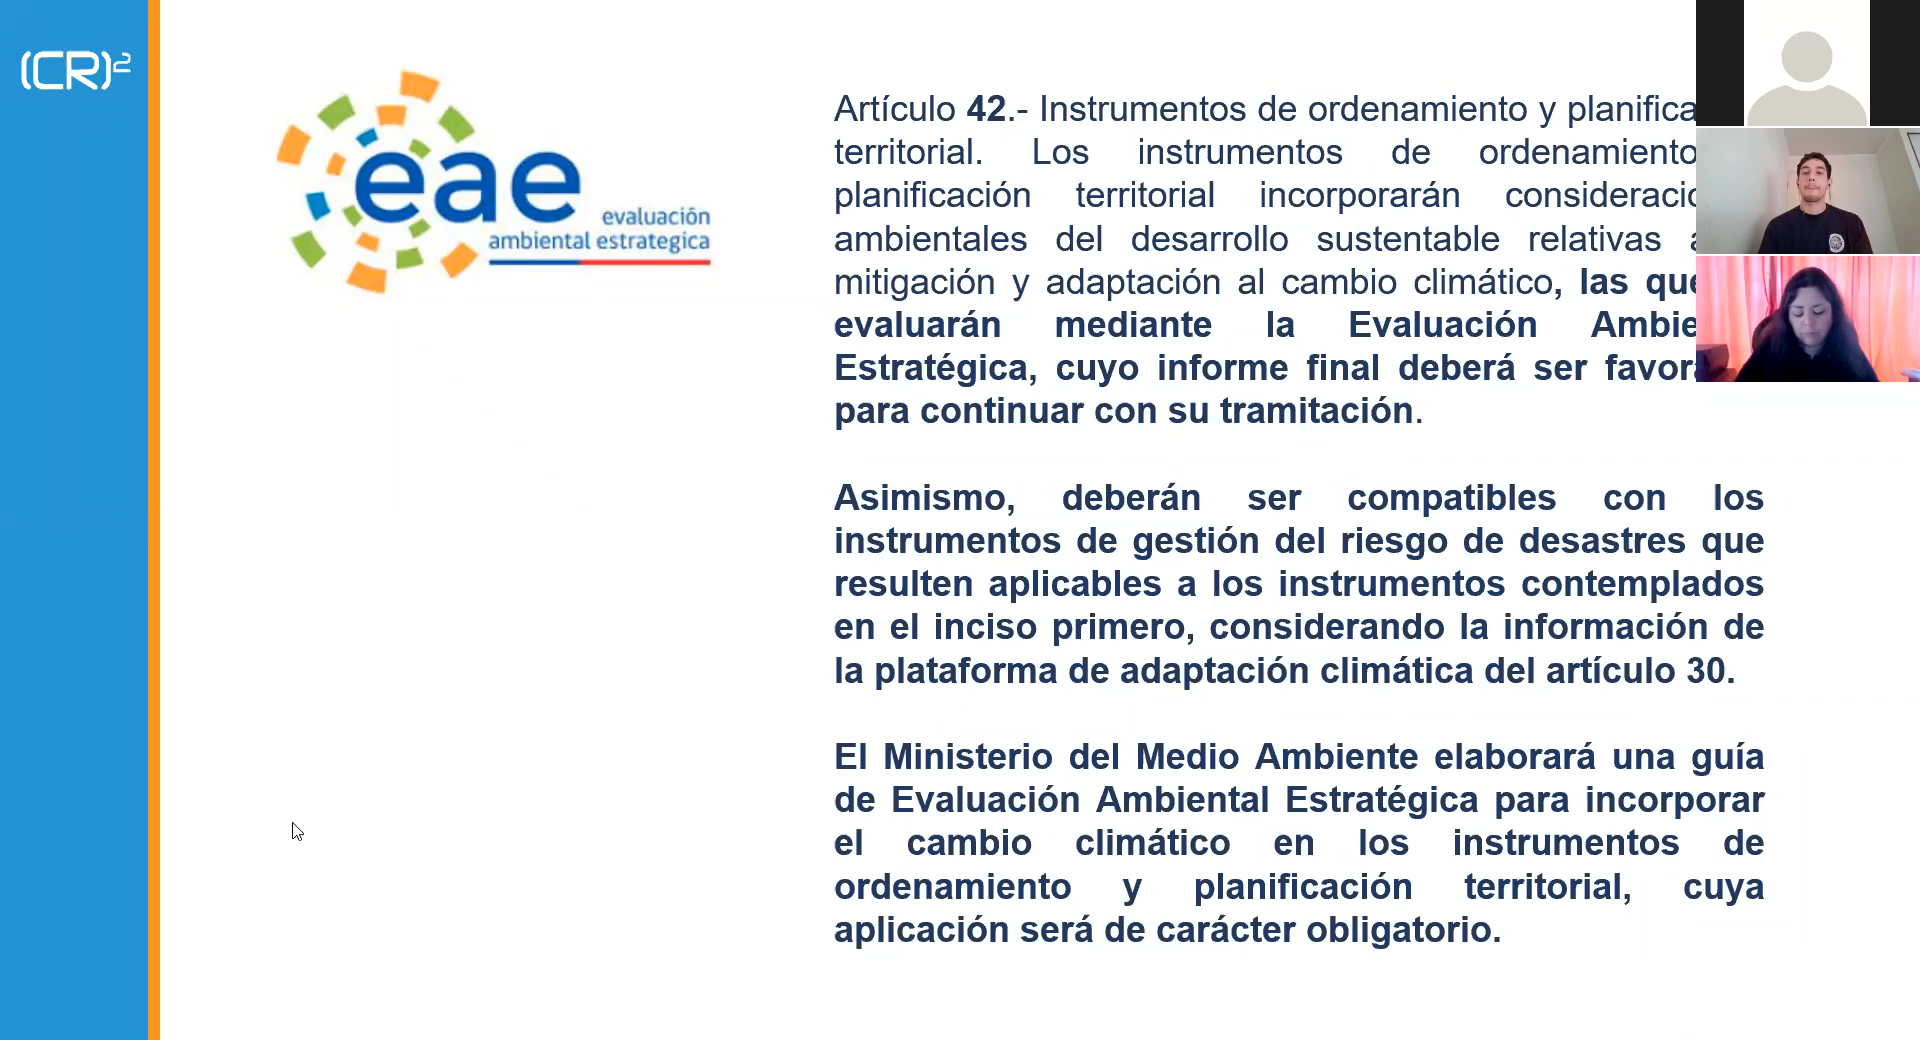 (CR)²
eae
evaluación
ambiental estrategica
Artículo 42.- Instrumentos de ordenamiento y
territorial. Los instrumentos de ordenamiento
planificación territorial incorporarán
ambientales del desarrollo sustentable relativas
mitigación y adaptación al cambio climático, las
evaluarán mediante la Evaluación
Estratégica, cuyo informe final deberá ser
para continuar con su tramitación.
Asimismo, deberán ser compatibles con los
instrumentos de gestión del riesgo de desastres que
resulten aplicables a los instrumentos contemplados
en el inciso primero, considerando la información de
la plataforma de adaptación climática del artículo 30.
El Ministerio del Medio Ambiente elaborará una guía
de Evaluación Ambiental Estratégica para incorporar
el cambio climático en los instrumentos de
ordenamiento y planificación territorial, cuya
aplicación será de carácter obligatorio.